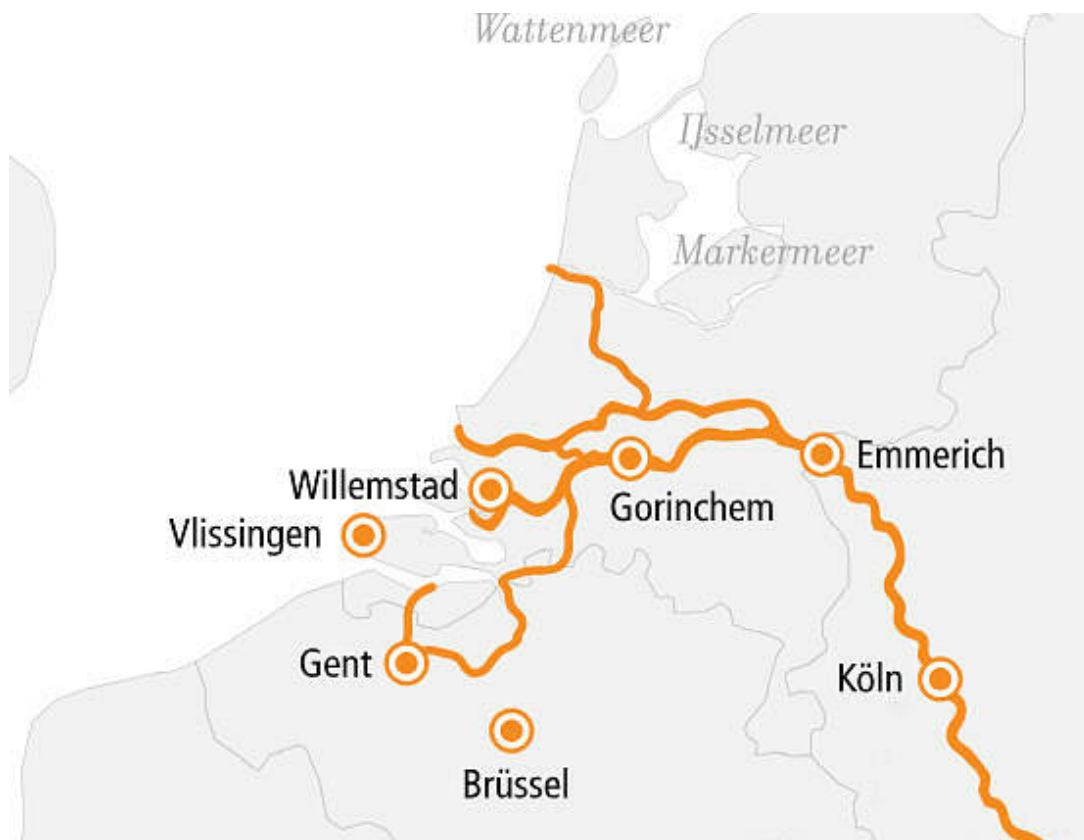 Wattenmeer
IJsselmeer
Markermeer
Emmerich
Willemstad
Gorinchem
Vlissingen
Gent
Köln
Brüssel